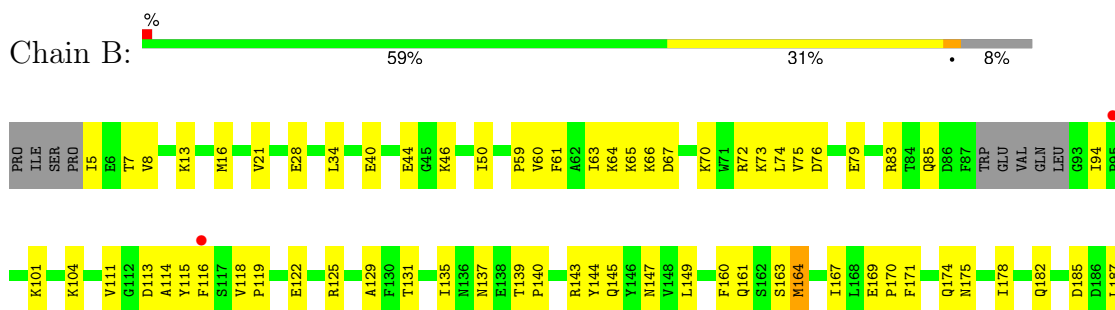 %
Chain B:
59% 31% • 8%
PRO ILE SER PRO I5 E6 T7 V8 K13 M16 V21 E28 L34 E40 E44 G45 K46 I50 P59 V60 F61 A62 I63 K64 K65 K66 D67 K70 W71 R72 K73 L74 V75 D76 E79 R83 T84 Q85 D86 F87 TRP GLU VAL GLN LEU G93 I94 P95
K101 K104 V111 G112 D113 A114 Y115 F116 S117 V118 P119 E122 R125 A129 F130 T131 I135 N136 N137 E138 T139 P140 R143 Y144 Q145 Y146 N147 V148 L149 F160 Q161 S162 S163 M164 I167 L168 E169 P170 F171 Q174 N175 I178 Q182 D185 D186 L187